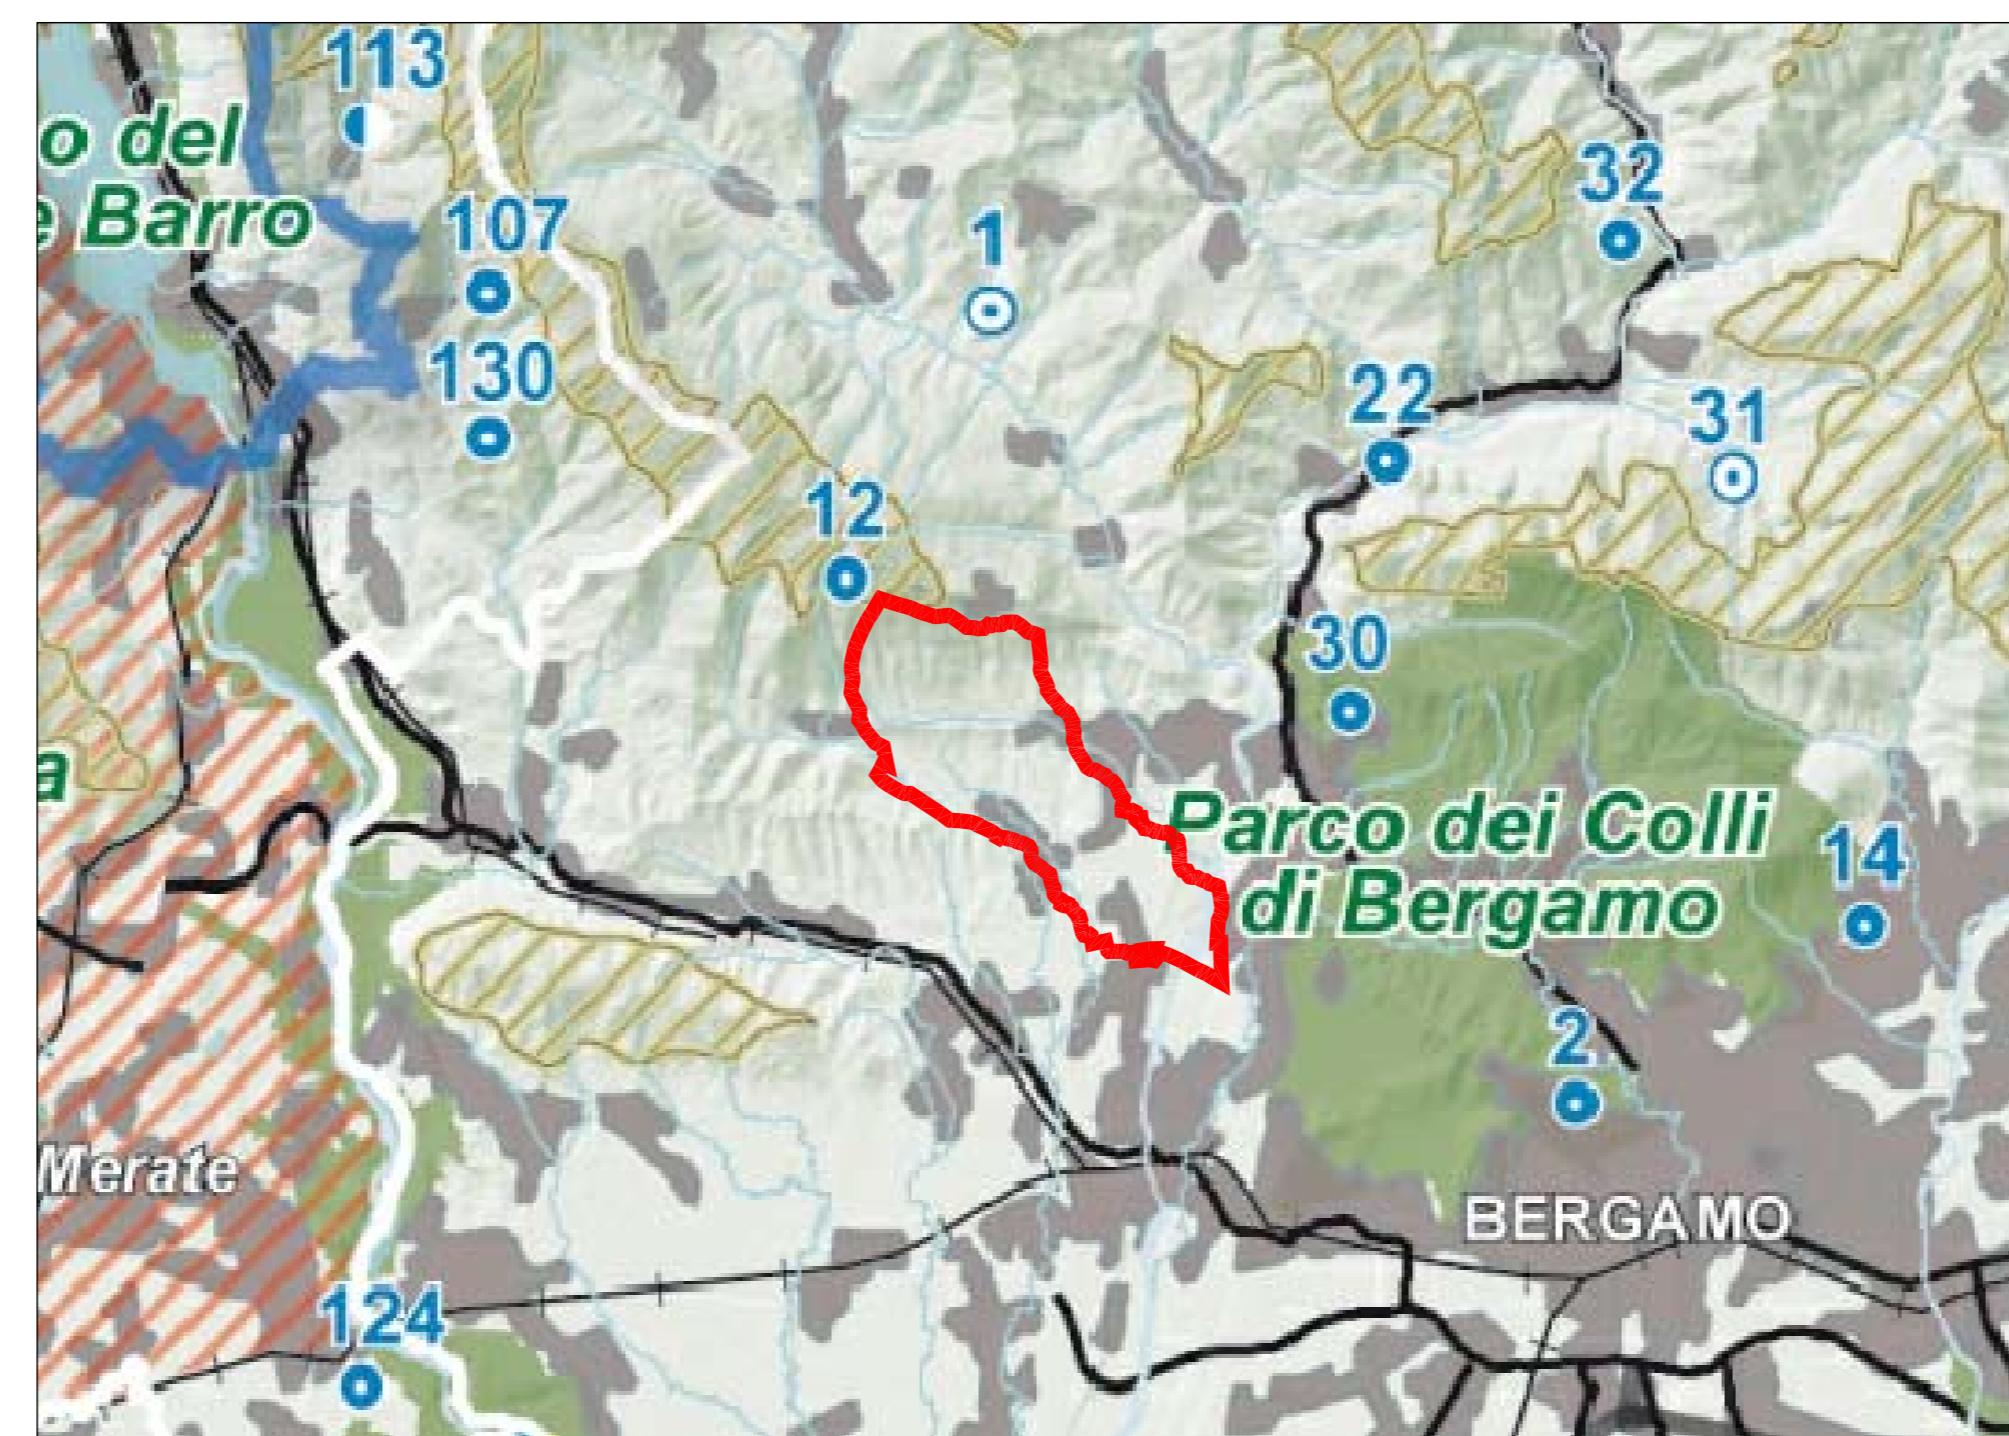 113
o del
e Barro
107
1
32
130
22
31
12
30
a
Parco dei Colli
di Bergamo
14
2
Merate
BERGAMO
124